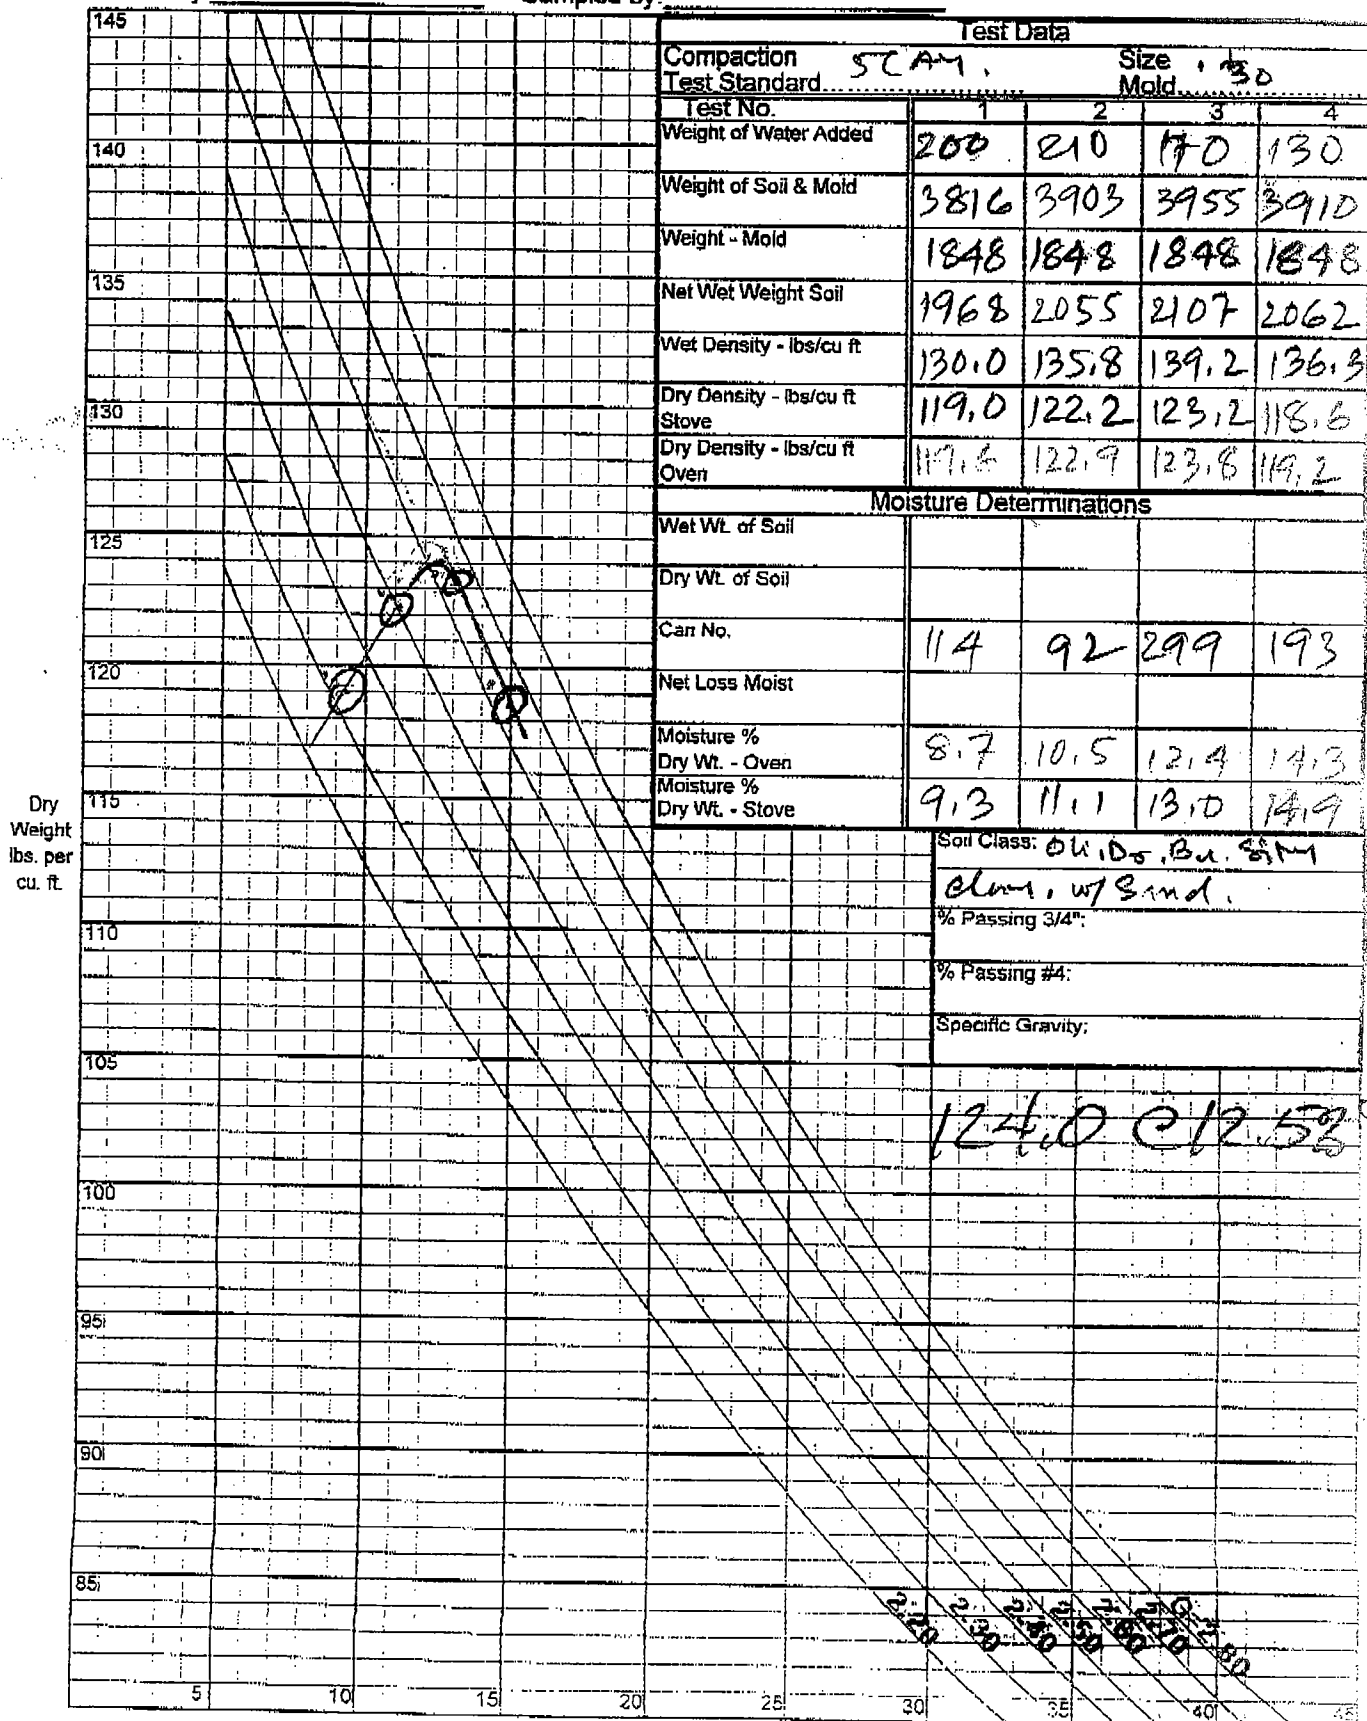 Sampled By:
Test Data
Compaction
Test Standard
Size
Mold
30
Test No. 1 2 3 4
Weight of Water Added 200 210 170 130
Weight of Soil & Mold 3816 3903 3955 3910
Weight - Mold 1848 1848 1848 1848
Net Wet Weight Soil 1968 2055 2107 2062
Wet Density - lbs/cu ft 130.0 135.8 139.2 136.3
Dry Density - lbs/cu ft
Stove 119.0 122.2 123.2 118.6
Dry Density - lbs/cu ft
Oven 122.9 123.8 119.2
Moisture Determinations
Wet Wt. of Soil
Dry Wt. of Soil
Can No. 114 92 299 193
Net Loss Moist
Moisture %
Dry Wt. - Oven 8.7 10.5 12.4 14.3
Moisture %
Dry Wt. - Stove 9.3 11.1 13.0 14.9
Soil Class:
w/ Sand.
% Passing 3/4":
% Passing #4:
Specific Gravity:
124.0 @ 12.5%
145
140
135
130
125
120
115
110
105
100
95
90
85
Dry
Weight
lbs. per
cu. ft.
2.20 2.30 2.40 2.50 2.60 2.70 G-2.80
5 10 15 20 25 30 35 40 45